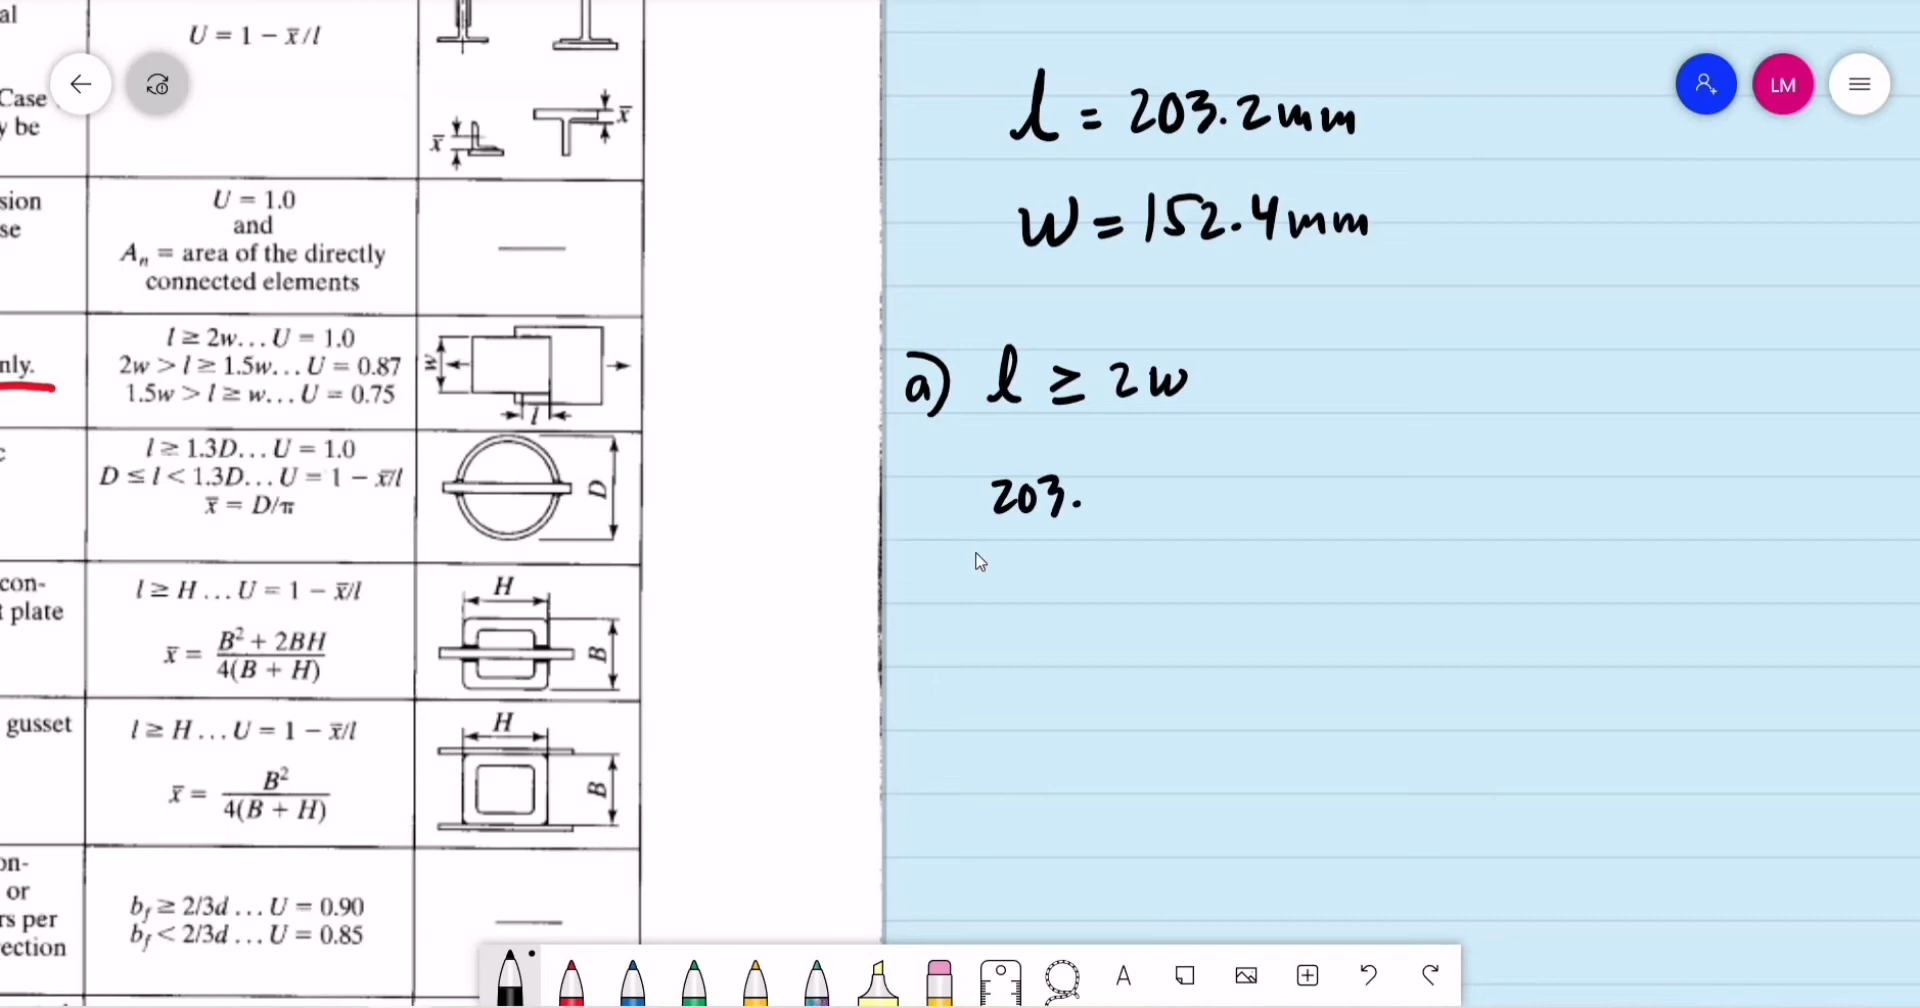 al
U = 1 − x̄/l
Case
y be
x̄
x̄
sion
se
U = 1.0
and
Aₙ = area of the directly
connected elements
nly.
l ≥ 2w... U = 1.0
2w > l ≥ 1.5w... U = 0.87
1.5w > l ≥ w... U = 0.75
w
l
c
l ≥ 1.3D... U = 1.0
D ≤ l < 1.3D... U = 1 − x̄/l
x̄ = D/π
D
con-
t plate
l ≥ H ... U = 1 − x̄/l
x̄ = B² + 2BH / 4(B + H)
H
B
gusset
l ≥ H ... U = 1 − x̄/l
x̄ = B² / 4(B + H)
H
B
on-
or
rs per
ection
b_f ≥ 2/3d ... U = 0.90
b_f < 2/3d ... U = 0.85
l = 203.2mm
w = 152.4mm
a) l ≥ 2w
203.
LM
A